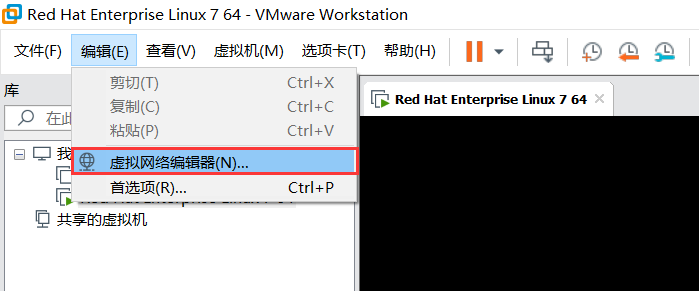 Red Hat Enterprise Linux 7 64 - VMware Workstation
文件(F) 编辑(E) 查看(V) 虚拟机(M) 选项卡(T) 帮助(H)
库
在此
我
剪切(T) Ctrl+X
复制(C) Ctrl+C
粘贴(P) Ctrl+V
虚拟网络编辑器(N)...
首选项(R)... Ctrl+P
共享的虚拟机
Red Hat Enterprise Linux 7 64